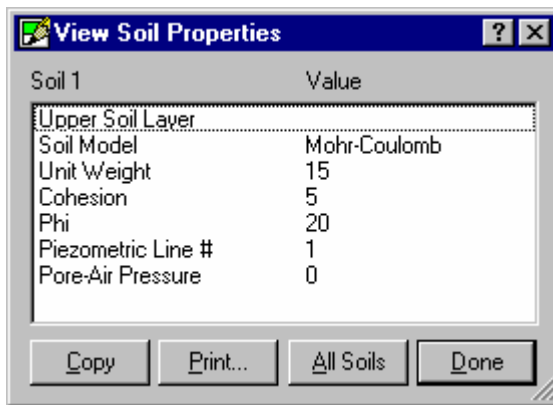 View Soil Properties
Soil 1 Value
Upper Soil Layer
Soil Model Mohr-Coulomb
Unit Weight 15
Cohesion 5
Phi 20
Piezometric Line # 1
Pore-Air Pressure 0
Copy Print... All Soils Done